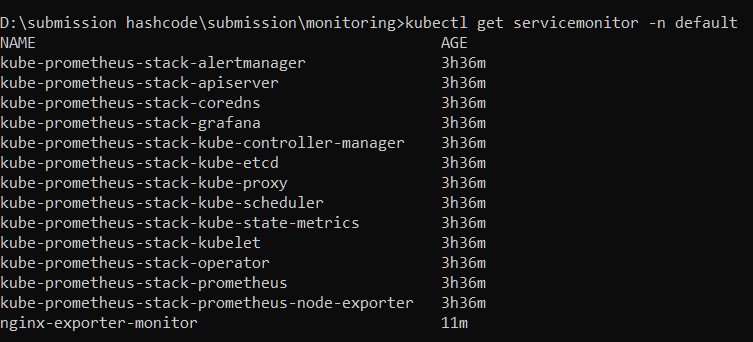 D:\submission hashcode\submission\monitoring>kubectl get servicemonitor -n default
NAME AGE
kube-prometheus-stack-alertmanager 3h36m
kube-prometheus-stack-apiserver 3h36m
kube-prometheus-stack-coredns 3h36m
kube-prometheus-stack-grafana 3h36m
kube-prometheus-stack-kube-controller-manager 3h36m
kube-prometheus-stack-kube-etcd 3h36m
kube-prometheus-stack-kube-proxy 3h36m
kube-prometheus-stack-kube-scheduler 3h36m
kube-prometheus-stack-kube-state-metrics 3h36m
kube-prometheus-stack-kubelet 3h36m
kube-prometheus-stack-operator 3h36m
kube-prometheus-stack-prometheus 3h36m
kube-prometheus-stack-prometheus-node-exporter 3h36m
nginx-exporter-monitor 11m